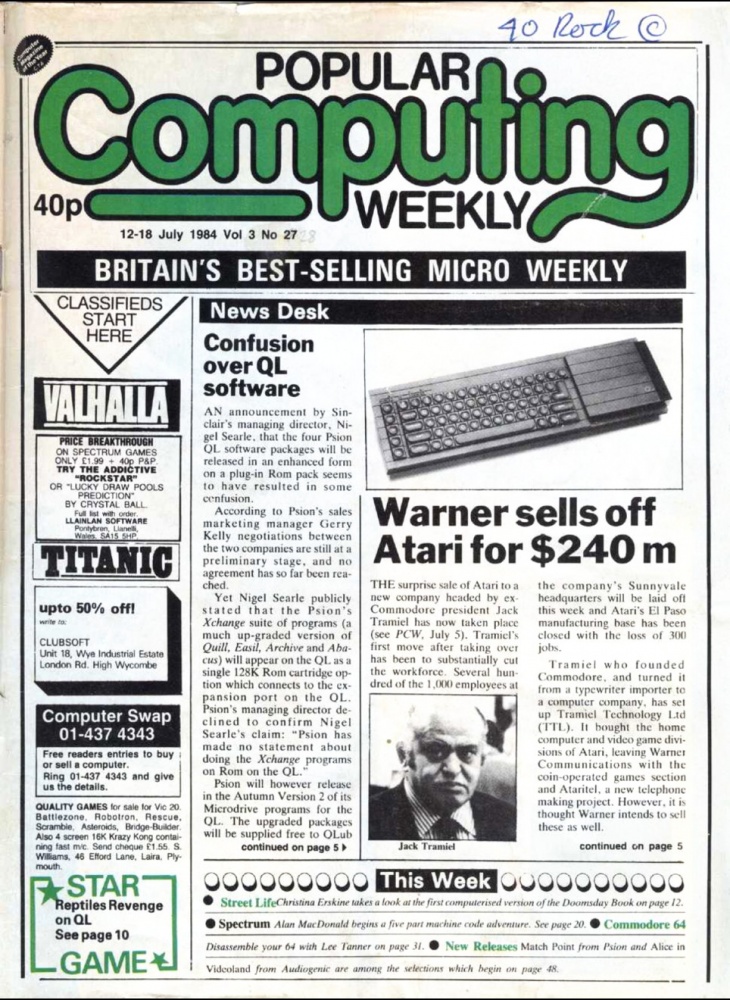 40 Rock ©
Computer
Magazine
of the Year
POPULAR
Computing
WEEKLY
40p
12-18 July 1984 Vol 3 No 27
28
BRITAIN'S BEST-SELLING MICRO WEEKLY
CLASSIFIEDS
START
HERE
VALHALLA
PRICE BREAKTHROUGH
ON SPECTRUM GAMES
ONLY £1.99 + 40p P&P.
TRY THE ADDICTIVE
"ROCKSTAR"
OR "LUCKY DRAW POOLS
PREDICTION"
BY CRYSTAL BALL.
Full list with order.
LLAINLAN SOFTWARE
Pontybren, Llanelli,
Wales. SA15 5HP.
TITANIC
upto 50% off!
write to:
CLUBSOFT
Unit 18, Wye Industrial Estate
London Rd. High Wycombe
Computer Swap
01-437 4343
Free readers entries to buy
or sell a computer.
Ring 01-437 4343 and give
us the details.
QUALITY GAMES for sale for Vic 20.
Battlezone, Robotron, Rescue,
Scramble, Asteroids, Bridge-Builder.
Also 4 screen 16K Krazy Kong contai-
ning fast m/c. Send cheque £1.55. S.
Williams, 46 Efford Lane, Laira, Ply-
mouth.
STAR
Reptiles Revenge
on QL
See page 10
GAME
News Desk
Confusion
over QL
software
AN announcement by Sin-
clair's managing director, Ni-
gel Searle, that the four Psion
QL software packages will be
released in an enhanced form
on a plug-in Rom pack seems
to have resulted in some
confusion.
According to Psion's sales
marketing manager Gerry
Kelly negotiations between
the two companies are still at a
preliminary stage, and no
agreement has so far been rea-
ched.
Yet Nigel Searle publicly
stated that the Psion's
Xchange suite of programs (a
much up-graded version of
Quill, Easil, Archive and Aba-
cus) will appear on the QL as a
single 128K Rom cartridge op-
tion which connects to the ex-
pansion port on the QL.
Psion's managing director de-
clined to confirm Nigel
Searle's claim: "Psion has
made no statement about
doing the Xchange programs
on Rom on the QL."
Psion will however release
in the Autumn Version 2 of its
Microdrive programs for the
QL. The upgraded packages
will be supplied free to QLub
continued on page 5
Warner sells off
Atari for $240 m
THE surprise sale of Atari to a
new company headed by ex-
Commodore president Jack
Tramiel has now taken place
(see PCW, July 5). Tramiel's
first move after taking over
has been to substantially cut
the workforce. Several hun-
dred of the 1,000 employees at
Jack Tramiel
the company's Sunnyvale
headquarters will be laid off
this week and Atari's El Paso
manufacturing base has been
closed with the loss of 300
jobs.
Tramiel who founded
Commodore, and turned it
from a typewriter importer to
a computer company, has set
up Tramiel Technology Ltd
(TTL). It bought the home
computer and video game divi-
sions of Atari, leaving Warner
Communications with the
coin-operated games section
and Ataritel, a new telephone
making project. However, it is
thought Warner intends to sell
these as well.
continued on page 5
This Week
● Street Life Christina Erskine takes a look at the first computerised version of the Doomsday Book on page 12.
● Spectrum Alan MacDonald begins a five part machine code adventure. See page 20. ● Commodore 64
Disassemble your 64 with Lee Tanner on page 31. ● New Releases Match Point from Psion and Alice in
Videoland from Audiogenic are among the selections which begin on page 48.